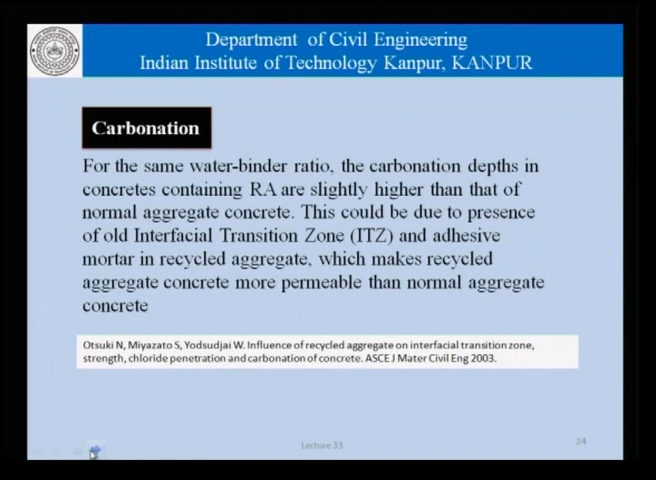 Department of Civil Engineering
Indian Institute of Technology Kanpur, KANPUR
Carbonation
For the same water-binder ratio, the carbonation depths in
concretes containing RA are slightly higher than that of
normal aggregate concrete. This could be due to presence
of old Interfacial Transition Zone (ITZ) and adhesive
mortar in recycled aggregate, which makes recycled
aggregate concrete more permeable than normal aggregate
concrete
Otsuki N, Miyazato S, Yodsudjai W. Influence of recycled aggregate on interfacial transition zone,
strength, chloride penetration and carbonation of concrete. ASCE J Mater Civil Eng 2003.
Lecture 33
24